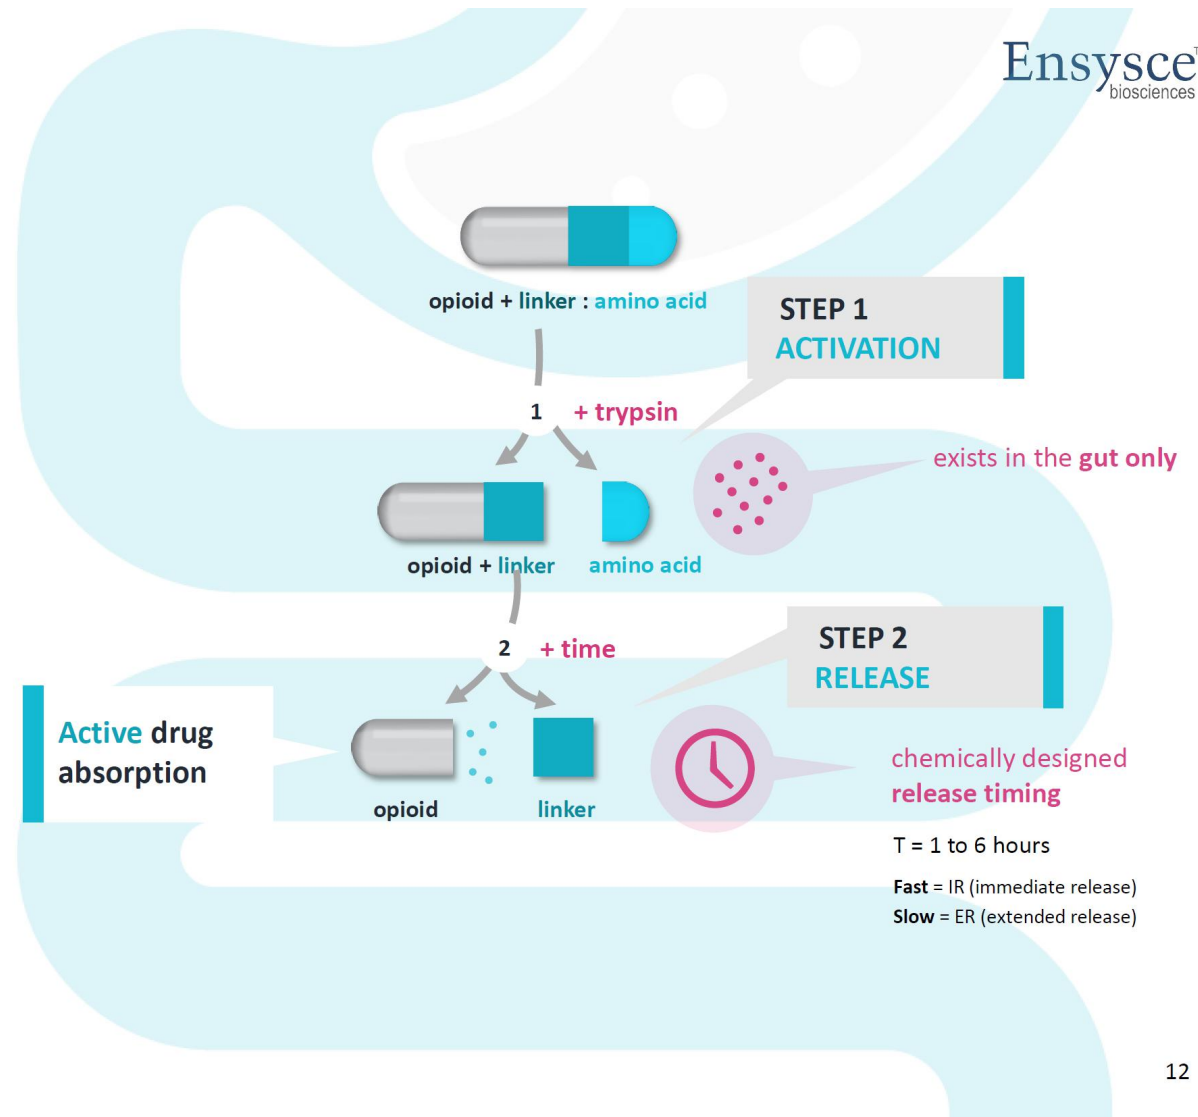 Ensysce
biosciences
opioid + linker : amino acid
STEP 1
ACTIVATION
1
+ trypsin
exists in the gut only
opioid + linker
amino acid
STEP 2
RELEASE
2
+ time
Active drug
absorption
opioid
linker
chemically designed
release timing
T = 1 to 6 hours
Fast = IR (immediate release)
Slow = ER (extended release)
12